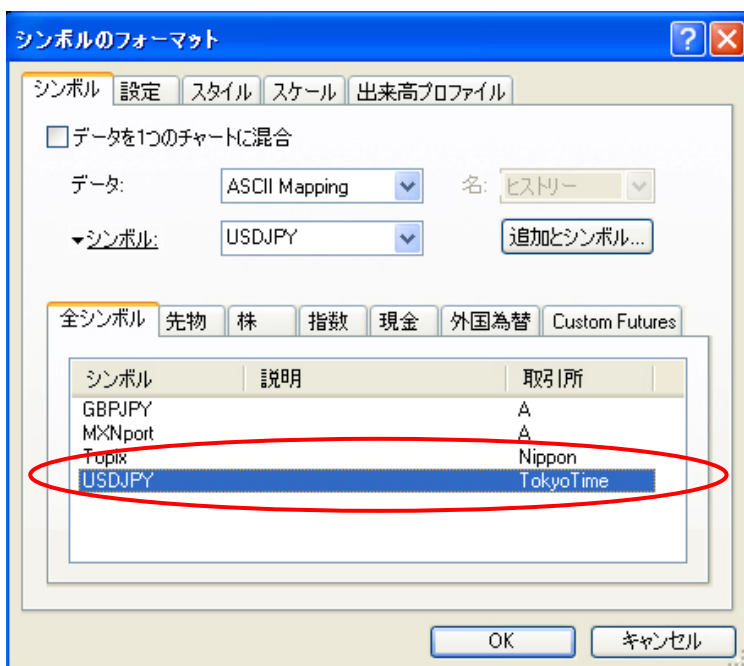 シンボルのフォーマット
シンボル 設定 スタイル スケール 出来高プロファイル
データを1つのチャートに混合
データ: ASCII Mapping 名: ヒストリー
シンボル: USDJPY 追加とシンボル...
全シンボル 先物 株 指数 現金 外国為替 Custom Futures
シンボル 説明 取引所
GBPJPY A
MXNport A
Topix Nippon
USDJPY TokyoTime
OK キャンセル